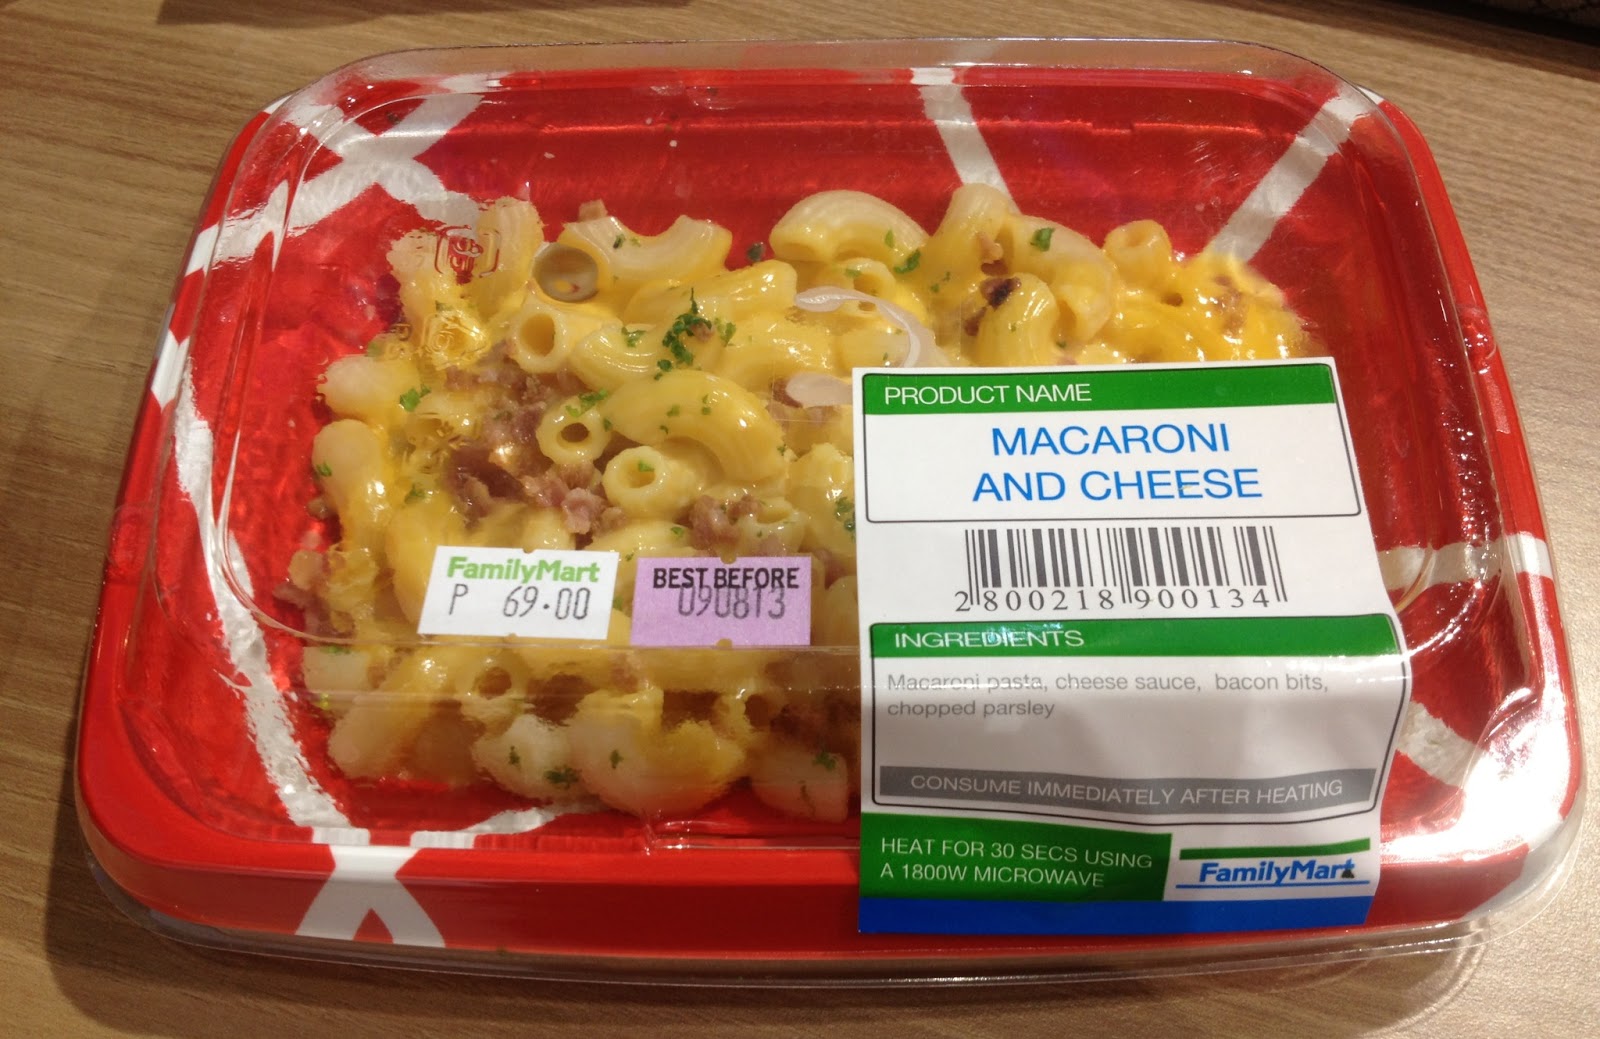 FamilyMart
P 69.00
BEST BEFORE
090813
PRODUCT NAME
MACARONI
AND CHEESE
2 800218 900134
INGREDIENTS
Macaroni pasta, cheese sauce, bacon bits,
chopped parsley
CONSUME IMMEDIATELY AFTER HEATING
HEAT FOR 30 SECS USING
A 1800W MICROWAVE
FamilyMart